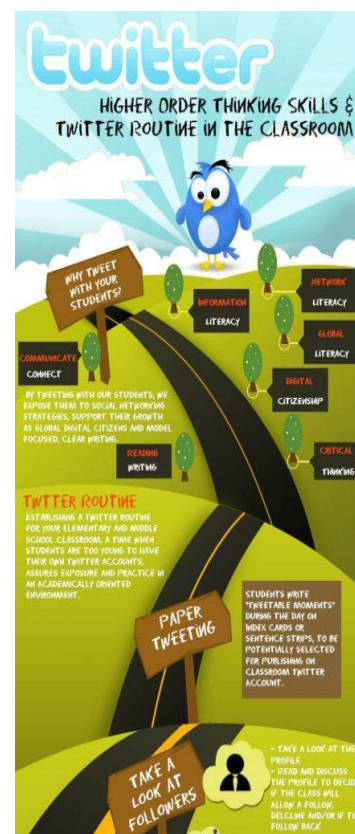 twitter
HIGHER ORDER THINKING SKILLS &
TWITTER ROUTINE IN THE CLASSROOM
WHY TWEET
WITH YOUR
STUDENTS?
INFORMATION
LITERACY
NETWORK
LITERACY
GLOBAL
LITERACY
COMMUNICATE
CONNECT
DIGITAL
CITIZENSHIP
BY TWEETING WITH OUR STUDENTS, WE
EXPOSE THEM TO SOCIAL NETWORKING
STRATEGIES, SUPPORT THEIR GROWTH
AS GLOBAL DIGITAL CITIZENS AND MODEL
FOCUSED, CLEAR WRITING.
READING
WRITING
CRITICAL
THINKING
TWITTER ROUTINE
ESTABLISHING A TWITTER ROUTINE
FOR YOUR ELEMENTARY AND MIDDLE
SCHOOL CLASSROOM, A TIME WHEN
STUDENTS ARE TOO YOUNG TO HAVE
THEIR OWN TWITTER ACCOUNTS,
ASSURES EXPOSURE AND PRACTICE IN
AN ACADEMICALLY ORIENTED
ENVIRONMENT.
PAPER
TWEETING
STUDENTS WRITE
"TWEETABLE MOMENTS"
DURING THE DAY ON
INDEX CARDS OR
SENTENCE STRIPS, TO BE
POTENTIALLY SELECTED
FOR PUBLISHING ON
CLASSROOM TWITTER
ACCOUNT.
TAKE A
LOOK AT
FOLLOWERS
- TAKE A LOOK AT THE
PROFILE
- READ AND DISCUSS
THE PROFILE TO DECIDE
IF THE CLASS WILL
ALLOW A FOLLOW,
DELCLINE AND/OR IF TO
FOLLOW BACK